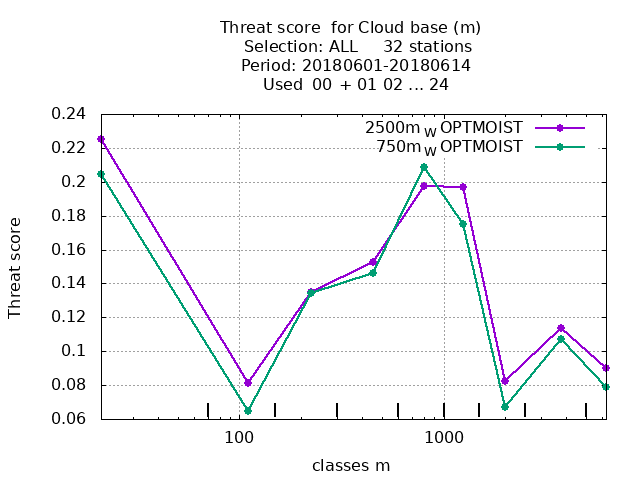 Threat score  for Cloud base (m)
Selection: ALL     32 stations
Period: 20180601-20180614
Used  00  + 01 02 ... 24
2500m W OPTMOIST
750m W OPTMOIST
0.24
0.22
0.2
0.18
0.16
0.14
0.12
0.1
0.08
0.06
Threat score
100
1000
classes m